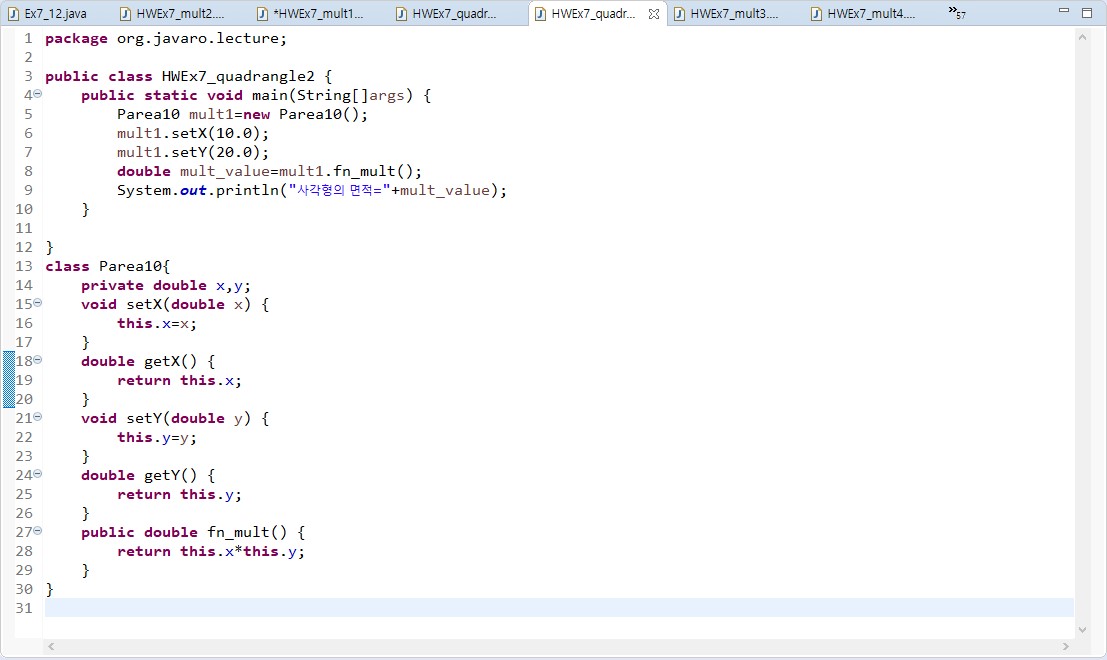 Ex7_12.java HWEx7_mult2.... *HWEx7_mult1... HWEx7_quadr... HWEx7_quadr... HWEx7_mult3.... HWEx7_mult4.... »57
1 package org.javaro.lecture;
2
3 public class HWEx7_quadrangle2 {
4 public static void main(String[]args) {
5 Parea10 mult1=new Parea10();
6 mult1.setX(10.0);
7 mult1.setY(20.0);
8 double mult_value=mult1.fn_mult();
9 System.out.println("사각형의 면적="+mult_value);
10 }
11
12 }
13 class Parea10{
14 private double x,y;
15 void setX(double x) {
16 this.x=x;
17 }
18 double getX() {
19 return this.x;
20 }
21 void setY(double y) {
22 this.y=y;
23 }
24 double getY() {
25 return this.y;
26 }
27 public double fn_mult() {
28 return this.x*this.y;
29 }
30 }
31